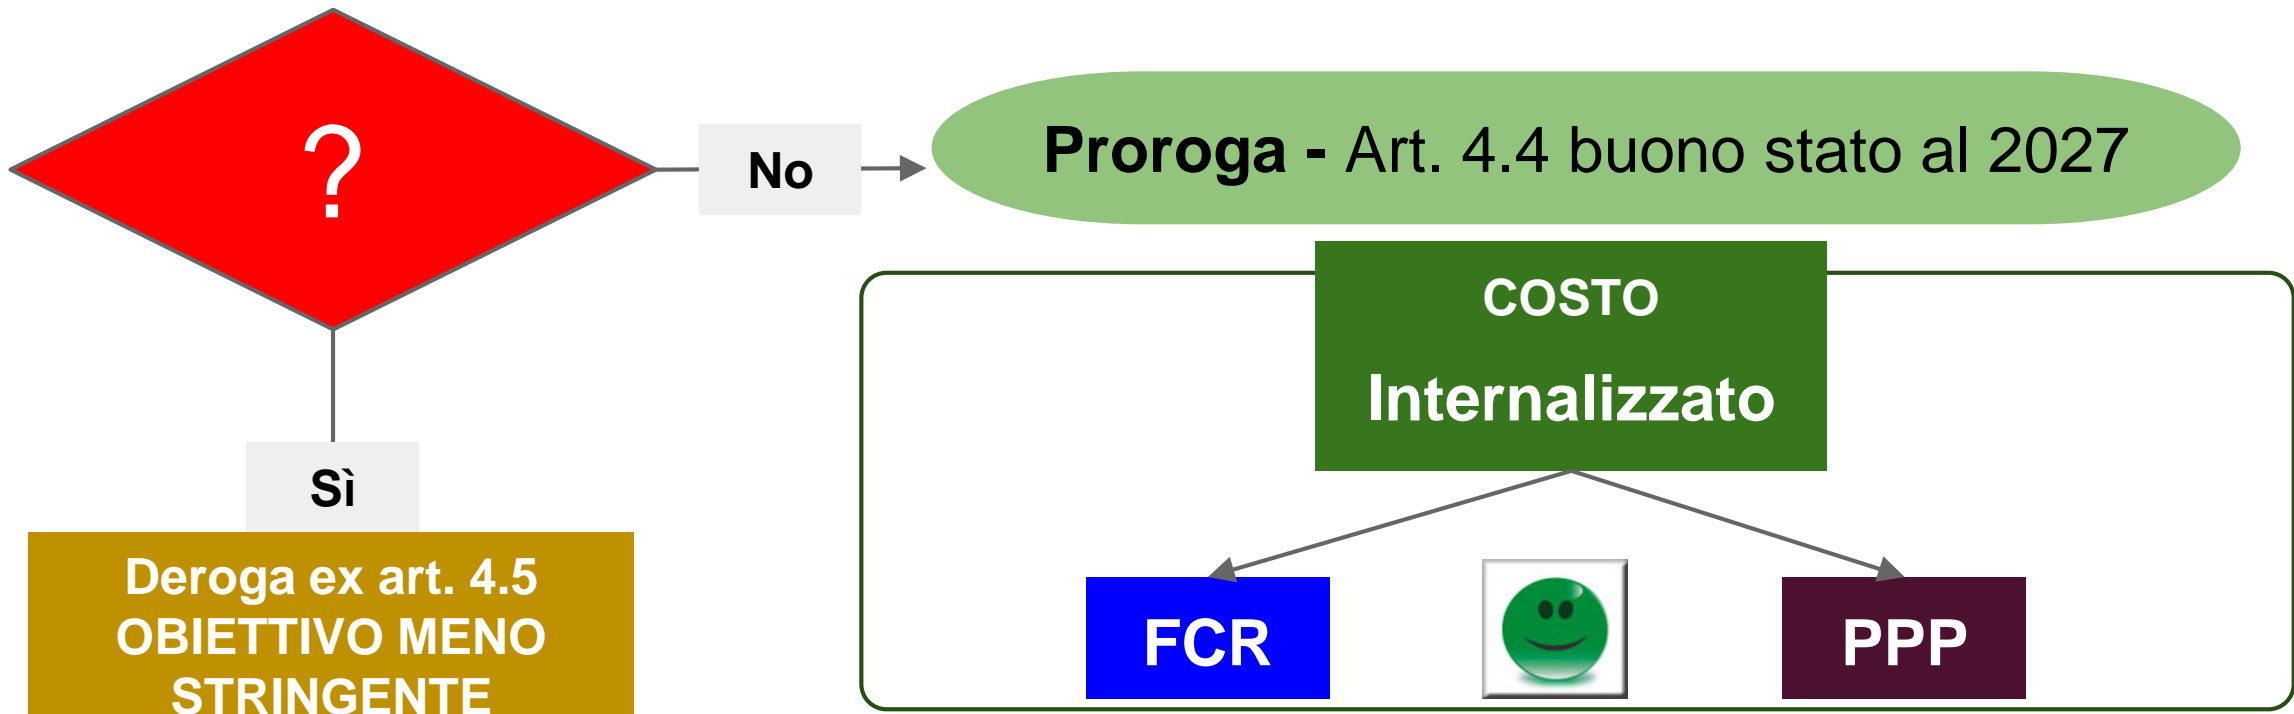 ?
No
Proroga - Art. 4.4 buono stato al 2027
COSTO
Internalizzato
Sì
Deroga ex art. 4.5
OBIETTIVO MENO
STRINGENTE
FCR
PPP